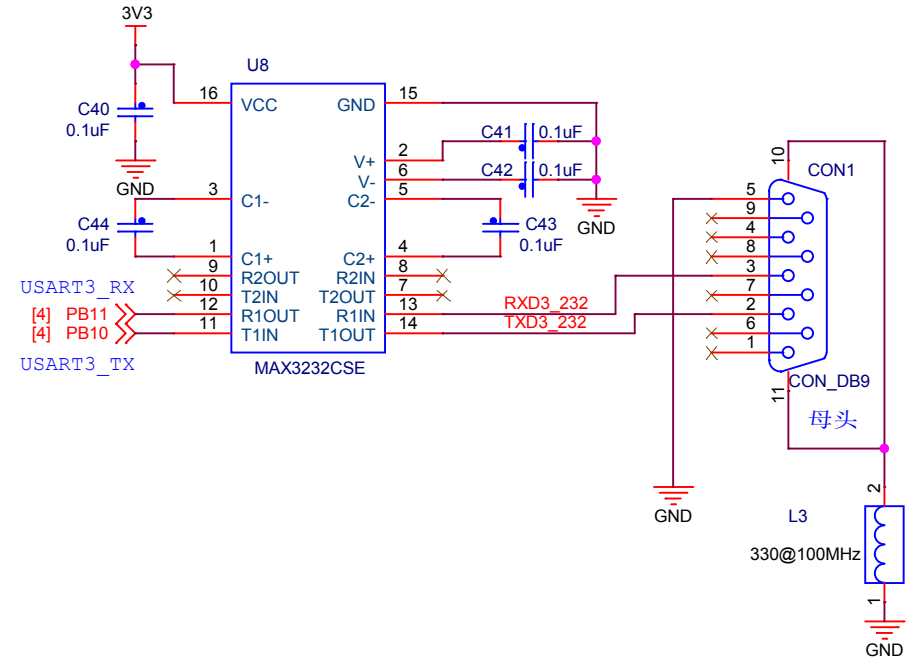 3V3
U8
C40
0.1uF
GND
16 VCC
GND 15
V+ 2
V- 6
C2- 5
C41 0.1uF
C42 0.1uF
GND
3 C1-
C44
0.1uF
1 C1+
C43
0.1uF
C2+ 4
9 R2OUT
R2IN 8
10 T2IN
T2OUT 7
12 R1OUT
R1IN 13
11 T1IN
T1OUT 14
USART3_RX
[4] PB11
[4] PB10
USART3_TX
MAX3232CSE
RXD3_232
TXD3_232
10
CON1
5
9
4
8
3
7
2
6
1
CON_DB9
11
母头
GND
2
L3
330@100MHz
1
GND